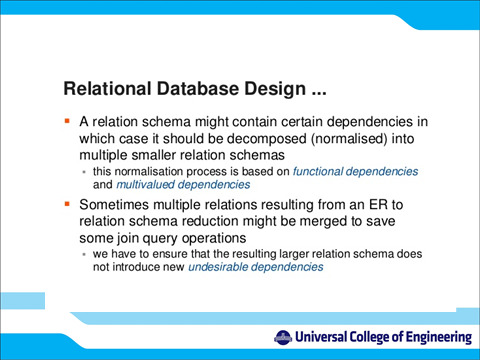 Relational Database Design ...
▪ A relation schema might contain certain dependencies in
which case it should be decomposed (normalised) into
multiple smaller relation schemas
▪ this normalisation process is based on functional dependencies
and multivalued dependencies
▪ Sometimes multiple relations resulting from an ER to
relation schema reduction might be merged to save
some join query operations
▪ we have to ensure that the resulting larger relation schema does
not introduce new undesirable dependencies
Universal College of Engineering